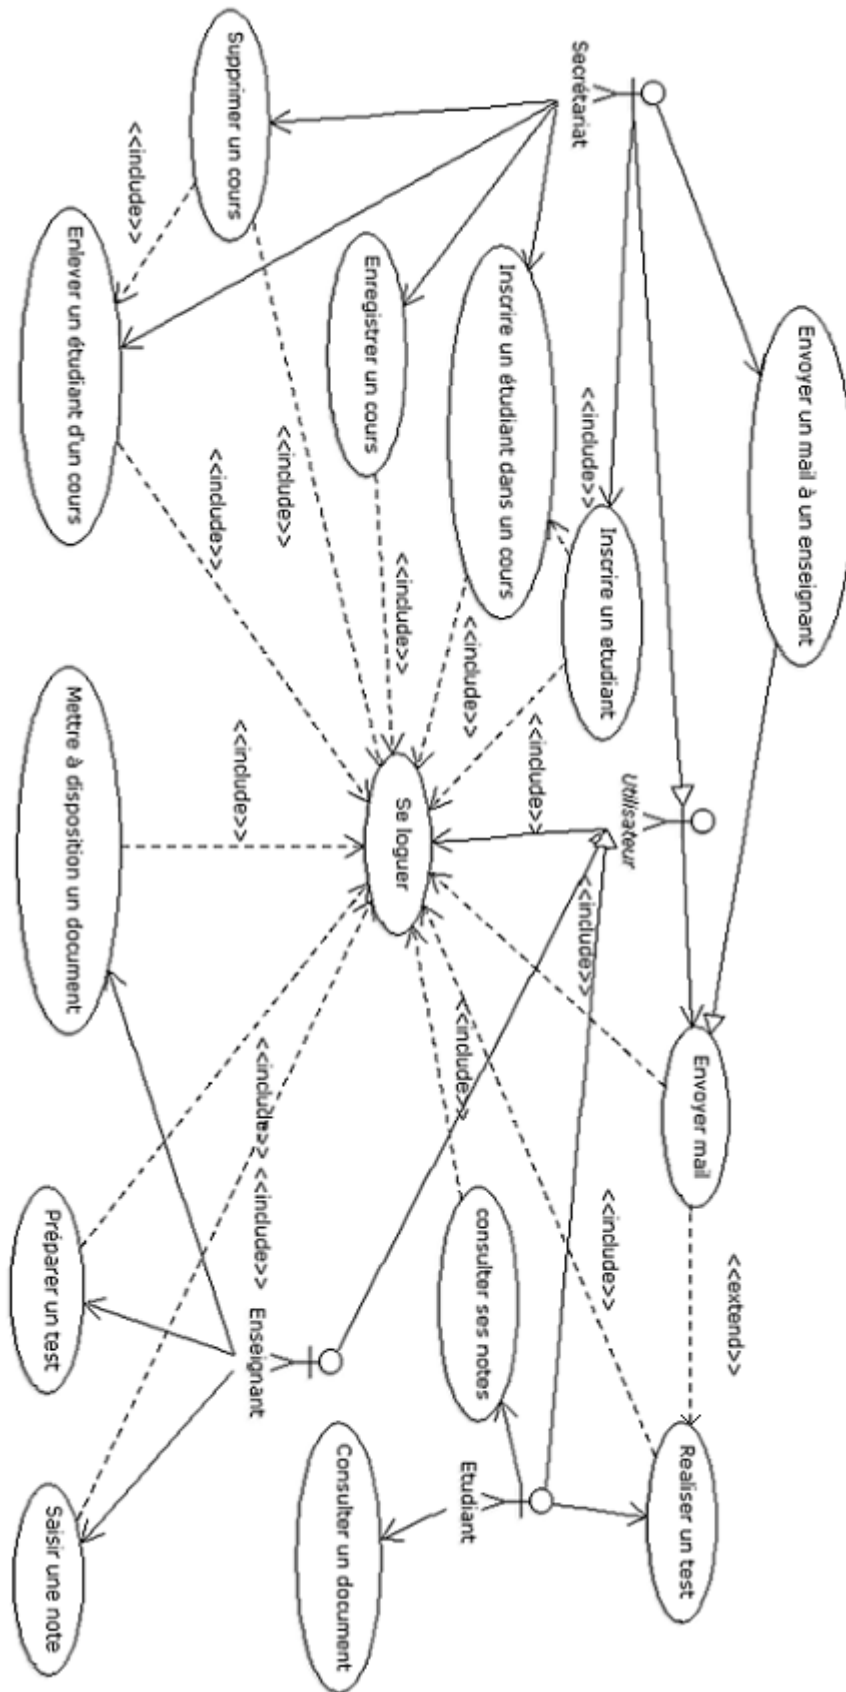 Envoyer un mail à un enseignant
Envoyer mail
<<extend>>
Realiser un test
Secrétariat
<<include>>
Inscrire un etudiant
Utilisateur
<<include>>
<<include>>
Inscrire un étudiant dans un cours
<<include>>
<<include>>
<<include>>
consulter ses notes
Etudiant
Enregistrer un cours
<<include>>
Se loguer
Consulter un document
Supprimer un cours
<<include>>
<<include>>
<<include>>
<<include>>
<<include>>
<<include>>
Enseignant
Enlever un étudiant d'un cours
Mettre à disposition un document
Préparer un test
Saisir une note